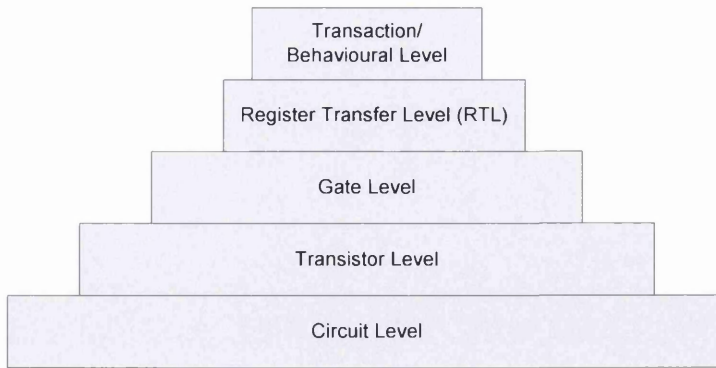 Transaction/
Behavioural Level
Register Transfer Level (RTL)
Gate Level
Transistor Level
Circuit Level